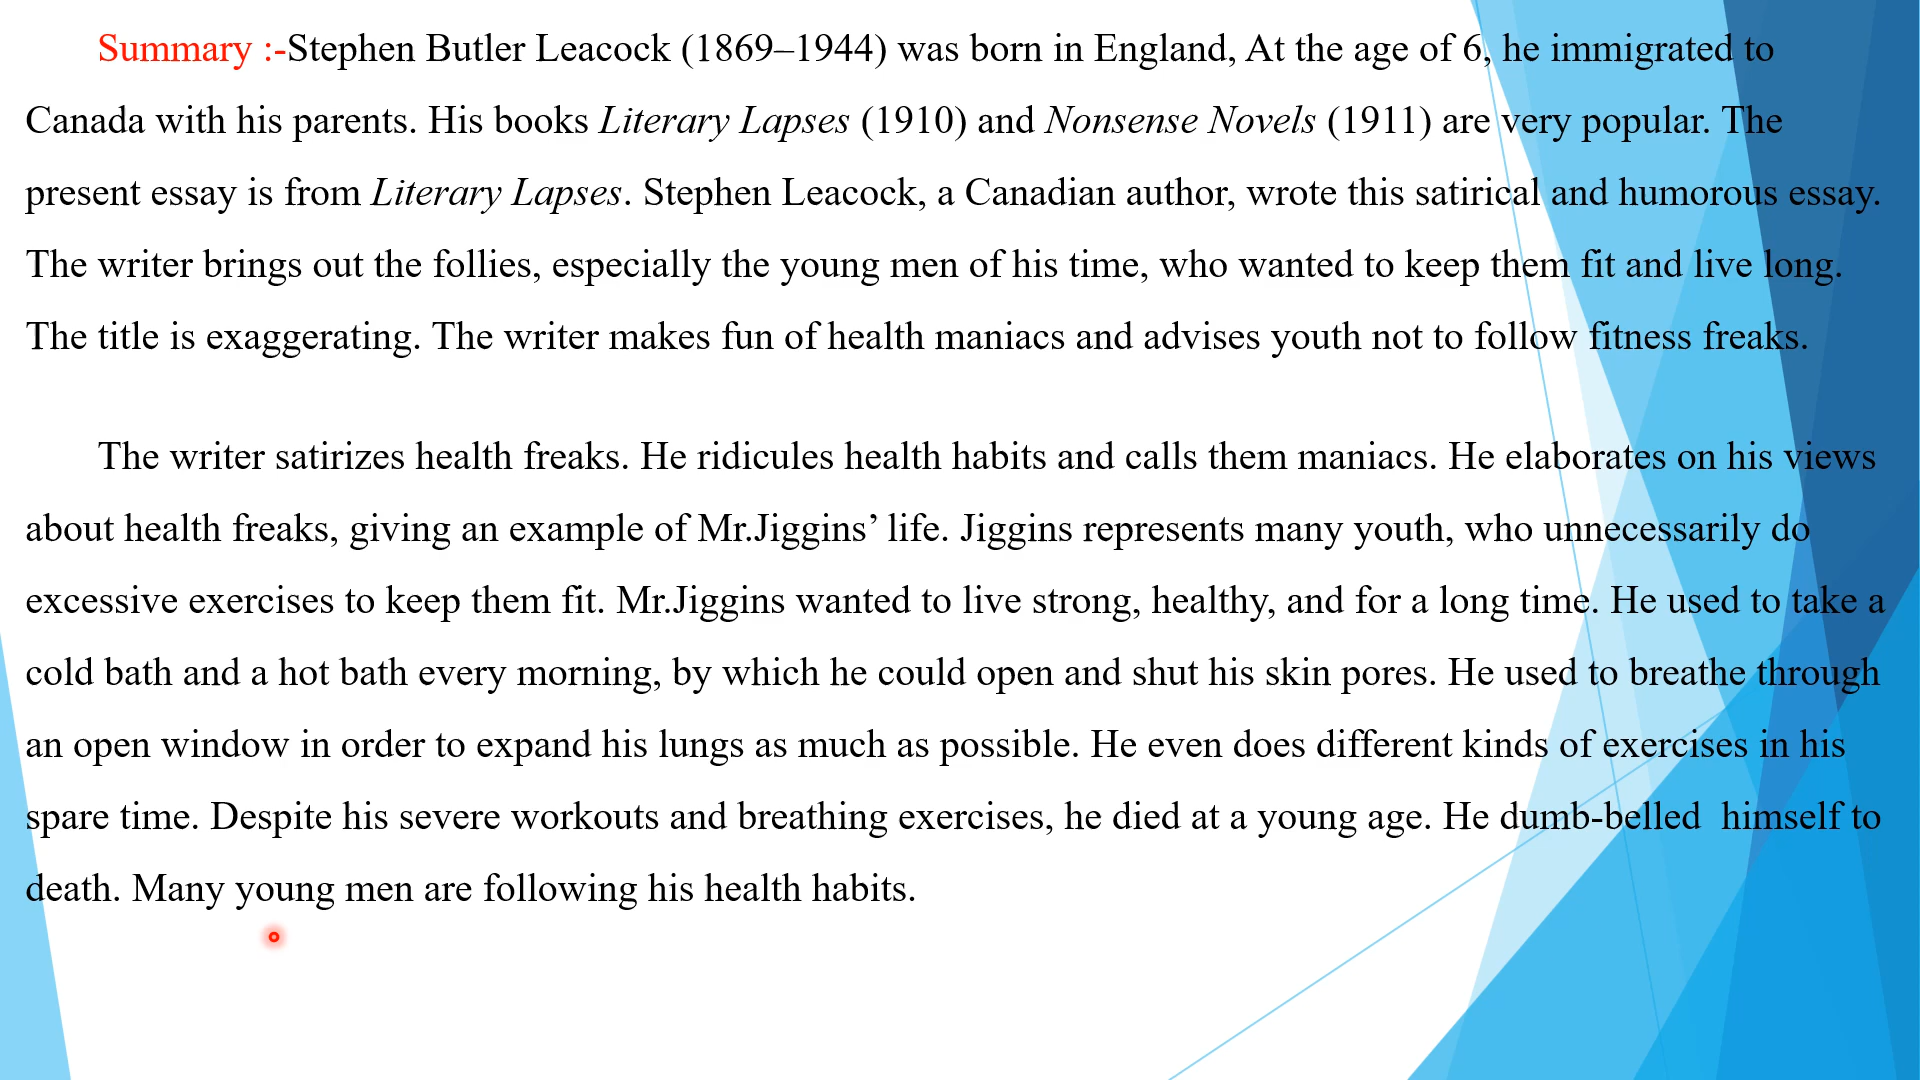 Summary :-Stephen Butler Leacock (1869–1944) was born in England, At the age of 6, he immigrated to
Canada with his parents. His books Literary Lapses (1910) and Nonsense Novels (1911) are very popular. The
present essay is from Literary Lapses. Stephen Leacock, a Canadian author, wrote this satirical and humorous essay.
The writer brings out the follies, especially the young men of his time, who wanted to keep them fit and live long.
The title is exaggerating. The writer makes fun of health maniacs and advises youth not to follow fitness freaks.
The writer satirizes health freaks. He ridicules health habits and calls them maniacs. He elaborates on his views
about health freaks, giving an example of Mr.Jiggins’ life. Jiggins represents many youth, who unnecessarily do
excessive exercises to keep them fit. Mr.Jiggins wanted to live strong, healthy, and for a long time. He used to take a
cold bath and a hot bath every morning, by which he could open and shut his skin pores. He used to breathe through
an open window in order to expand his lungs as much as possible. He even does different kinds of exercises in his
spare time. Despite his severe workouts and breathing exercises, he died at a young age. He dumb-belled  himself to
death. Many young men are following his health habits.